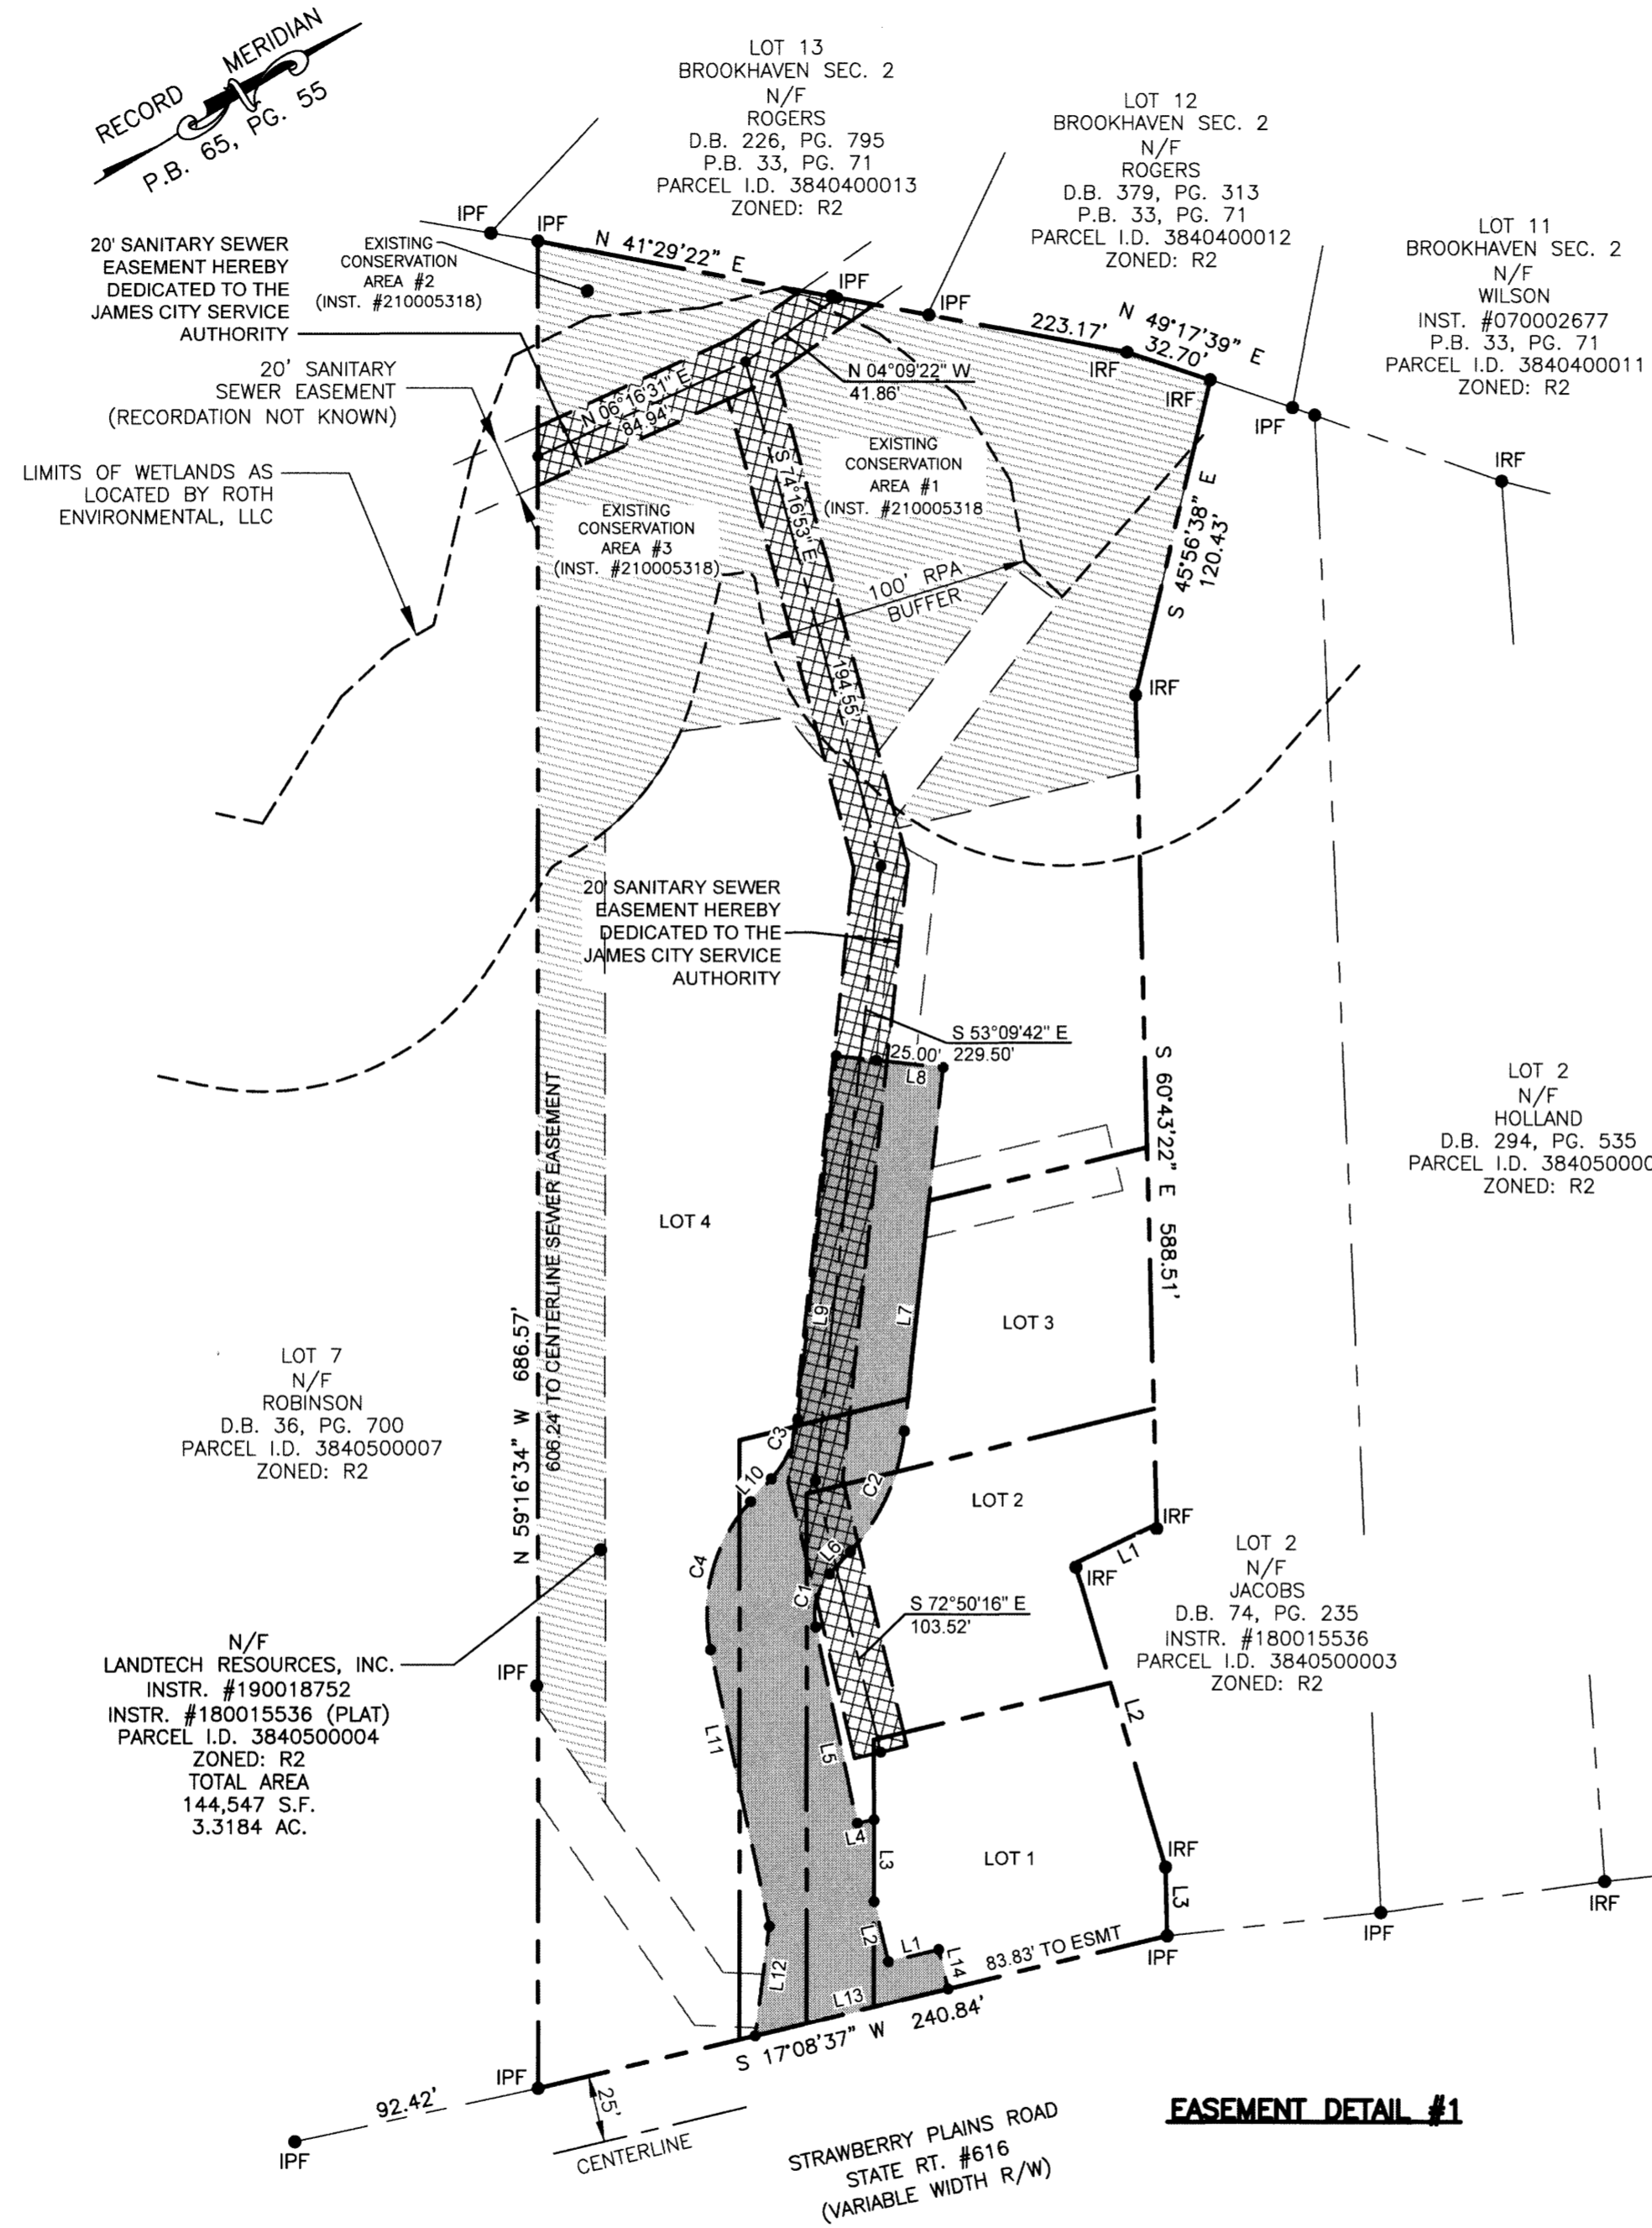 RECORD MERIDIAN
P.B. 65, PG. 55
LOT 13
BROOKHAVEN SEC. 2
N/F
ROGERS
D.B. 226, PG. 795
P.B. 33, PG. 71
PARCEL I.D. 3840400013
ZONED: R2
LOT 12
BROOKHAVEN SEC. 2
N/F
ROGERS
D.B. 379, PG. 313
P.B. 33, PG. 71
PARCEL I.D. 3840400012
ZONED: R2
LOT 11
BROOKHAVEN SEC. 2
N/F
WILSON
INST. #070002677
P.B. 33, PG. 71
PARCEL I.D. 3840400011
ZONED: R2
IPF
IPF
N 41°29'22" E
IPF
IPF
223.17'
N 49°17'39" E
32.70'
IRF
IRF
IPF
IRF
20' SANITARY SEWER
EASEMENT HEREBY
DEDICATED TO THE
JAMES CITY SERVICE
AUTHORITY
EXISTING
CONSERVATION
AREA #2
(INST. #210005318)
20' SANITARY
SEWER EASEMENT
(RECORDATION NOT KNOWN)
LIMITS OF WETLANDS AS
LOCATED BY ROTH
ENVIRONMENTAL, LLC
N 06°16'31" E
84.94'
N 04°09'22" W
41.86'
EXISTING
CONSERVATION
AREA #1
(INST. #210005318
EXISTING
CONSERVATION
AREA #3
(INST. #210005318)
S 74°16'53" E
194.55'
100' RPA
BUFFER
S 45°56'38" E
120.43'
IRF
20' SANITARY SEWER
EASEMENT HEREBY
DEDICATED TO THE
JAMES CITY SERVICE
AUTHORITY
S 53°09'42" E
229.50'
25.00'
L8
S 60°43'22" E 588.51'
LOT 2
N/F
HOLLAND
D.B. 294, PG. 535
PARCEL I.D. 384050000
ZONED: R2
LOT 4
L9
L7
LOT 3
N 59°16'34" W 686.57'
606.24' TO CENTERLINE SEWER EASEMENT
LOT 7
N/F
ROBINSON
D.B. 36, PG. 700
PARCEL I.D. 3840500007
ZONED: R2
C3
L10
C2
LOT 2
IRF
L1
IRF
C4
L6
C1
S 72°50'16" E
103.52'
LOT 2
N/F
JACOBS
D.B. 74, PG. 235
INSTR. #180015536
PARCEL I.D. 3840500003
ZONED: R2
N/F
LANDTECH RESOURCES, INC.
INSTR. #190018752
INSTR. #180015536 (PLAT)
PARCEL I.D. 3840500004
ZONED: R2
TOTAL AREA
144,547 S.F.
3.3184 AC.
IPF
L11
L5
L2
L4
L3
LOT 1
IRF
L3
L2
L1
L14
83.83' TO ESMT
IPF
IPF
IRF
L12
L13
S 17°08'37" W 240.84'
IPF
92.42'
IPF
25'
CENTERLINE
STRAWBERRY PLAINS ROAD
STATE RT. #616
(VARIABLE WIDTH R/W)
EASEMENT DETAIL #1